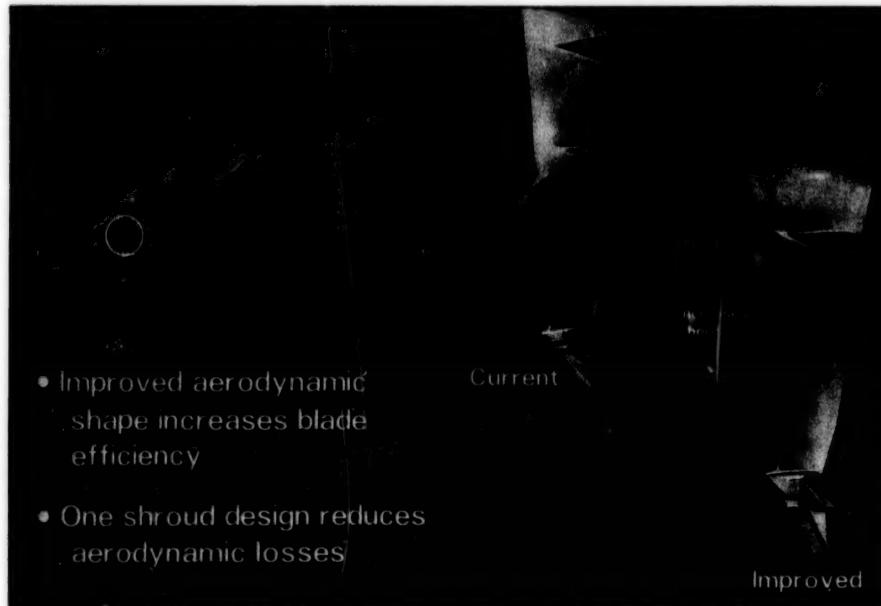 • Improved aerodynamic
shape increases blade
efficiency
• One shroud design reduces
aerodynamic losses
Current
Improved